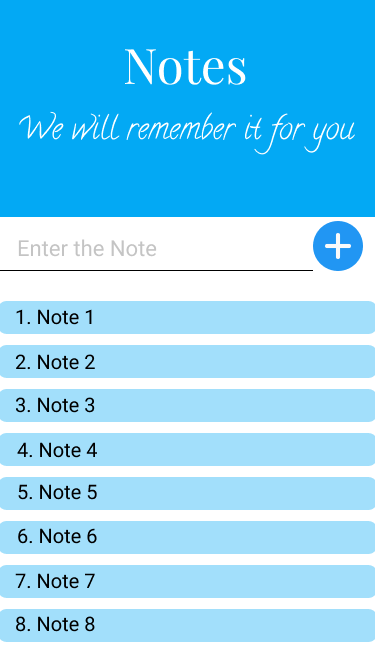 Notes
We will remember it for you
Enter the Note
1. Note 1
2. Note 2
3. Note 3
4. Note 4
5. Note 5
6. Note 6
7. Note 7
8. Note 8